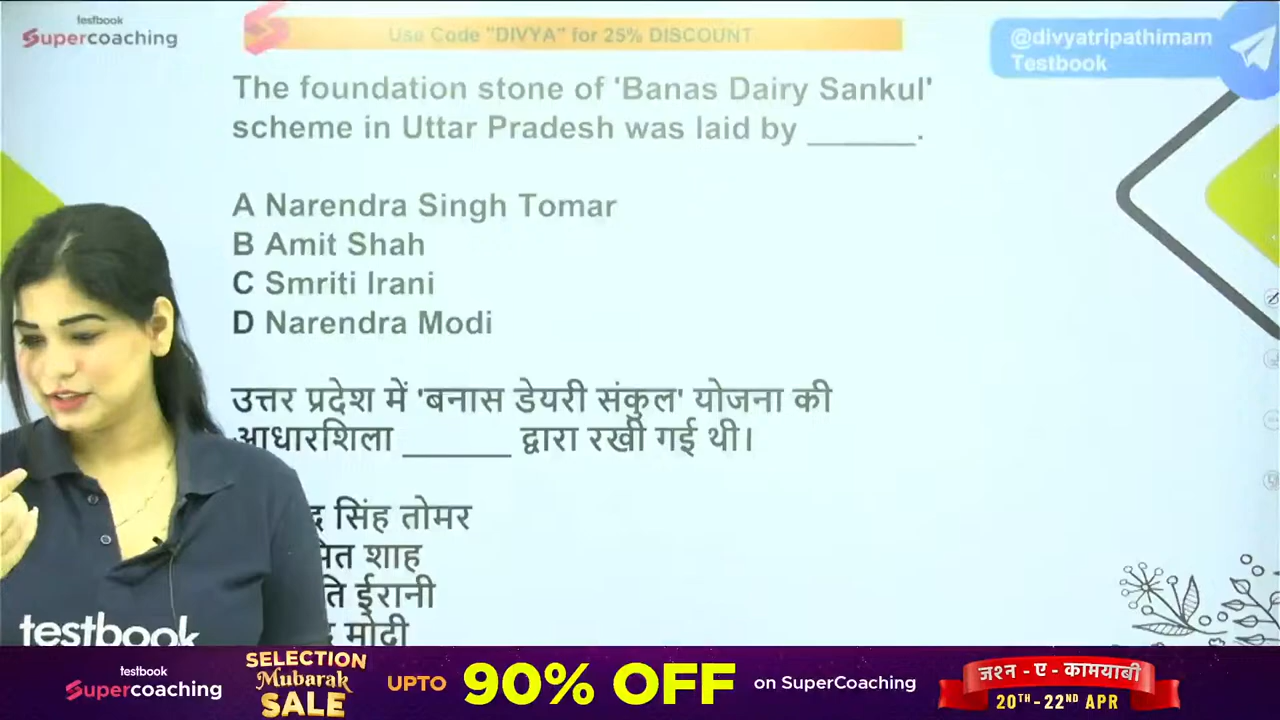 testbook
Supercoaching
Use Code "DIVYA" for 25% DISCOUNT
@divyatripathimam
Testbook
The foundation stone of 'Banas Dairy Sankul'
scheme in Uttar Pradesh was laid by ______.
A Narendra Singh Tomar
B Amit Shah
C Smriti Irani
D Narendra Modi
उत्तर प्रदेश में 'बनास डेयरी संकुल' योजना की
आधारशिला ______ द्वारा रखी गई थी।
सिंह तोमर
शाह
ईरानी
मोदी
testbook
testbook
Supercoaching
SELECTION
Mubarak
SALE
UPTO 90% OFF on SuperCoaching
जश्न - ए - कामयाबी
20TH-22ND APR